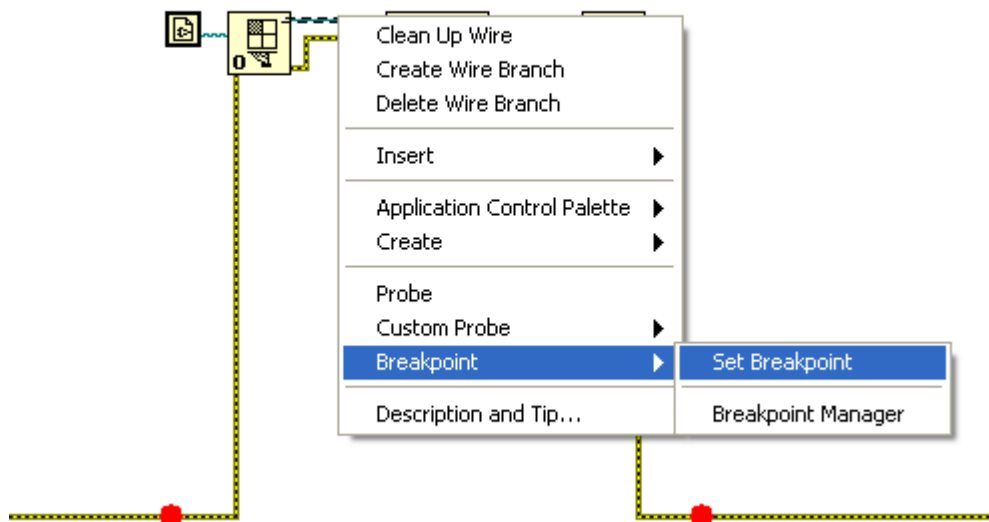 0
Clean Up Wire
Create Wire Branch
Delete Wire Branch
Insert
Application Control Palette
Create
Probe
Custom Probe
Breakpoint
Set Breakpoint
Description and Tip...
Breakpoint Manager